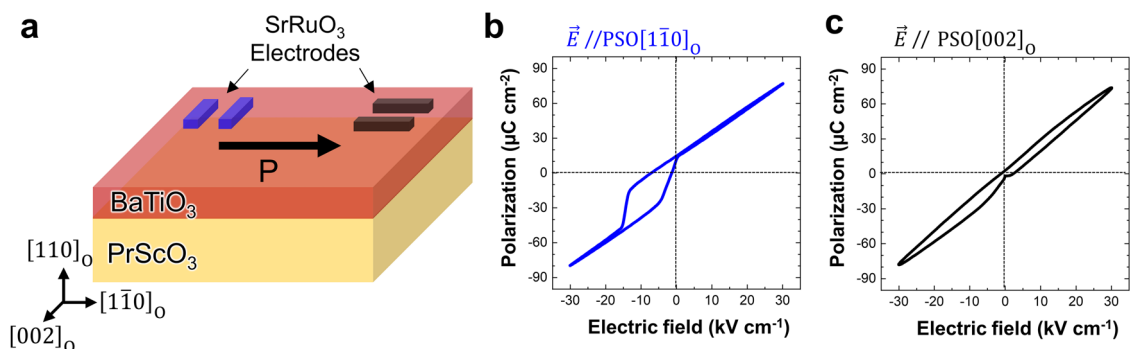 a
SrRuO₃
Electrodes
P
BaTiO₃
PrScO₃
[110]ₒ
[11̅0]ₒ
[002]ₒ
b
E⃗ //PSO[11̅0]ₒ
Polarization (µC cm⁻²)
90
60
30
0
-30
-60
-90
-30 -20 -10 0 10 20 30
Electric field (kV cm⁻¹)
c
E⃗ // PSO[002]ₒ
Polarization (µC cm⁻²)
90
60
30
0
-30
-60
-90
-30 -20 -10 0 10 20 30
Electric field (kV cm⁻¹)